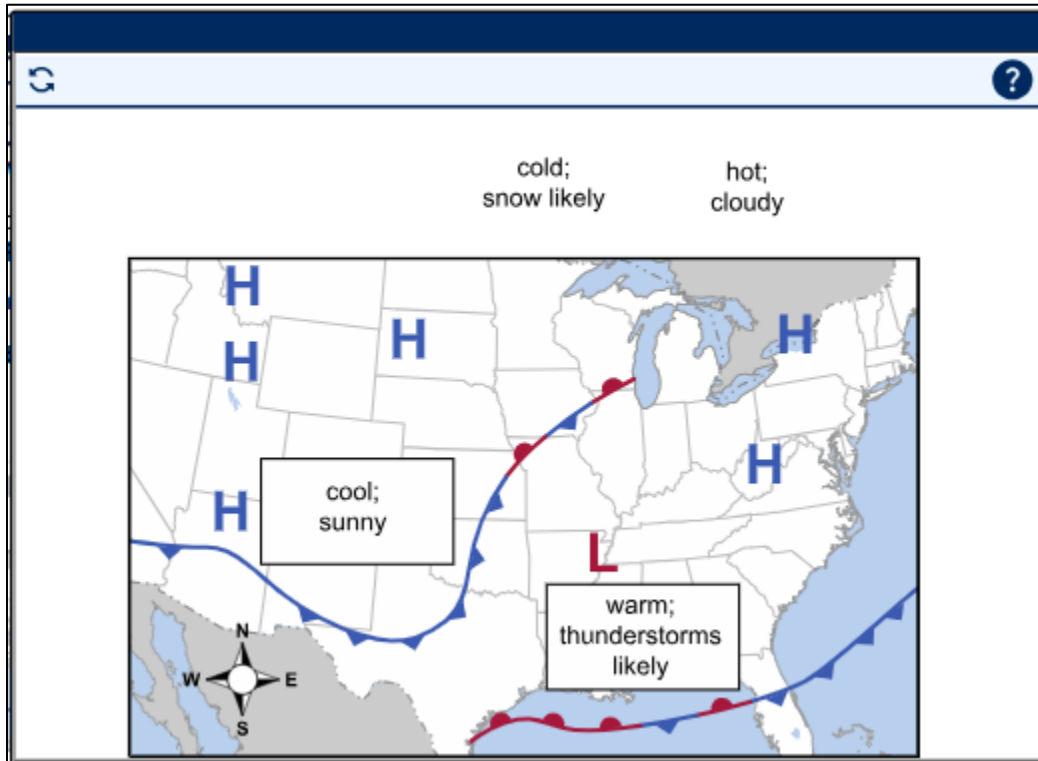 ?
cold;
snow likely
hot;
cloudy
H
H
H
H
cool;
sunny
H
H
L
warm;
thunderstorms
likely
N
W
E
S